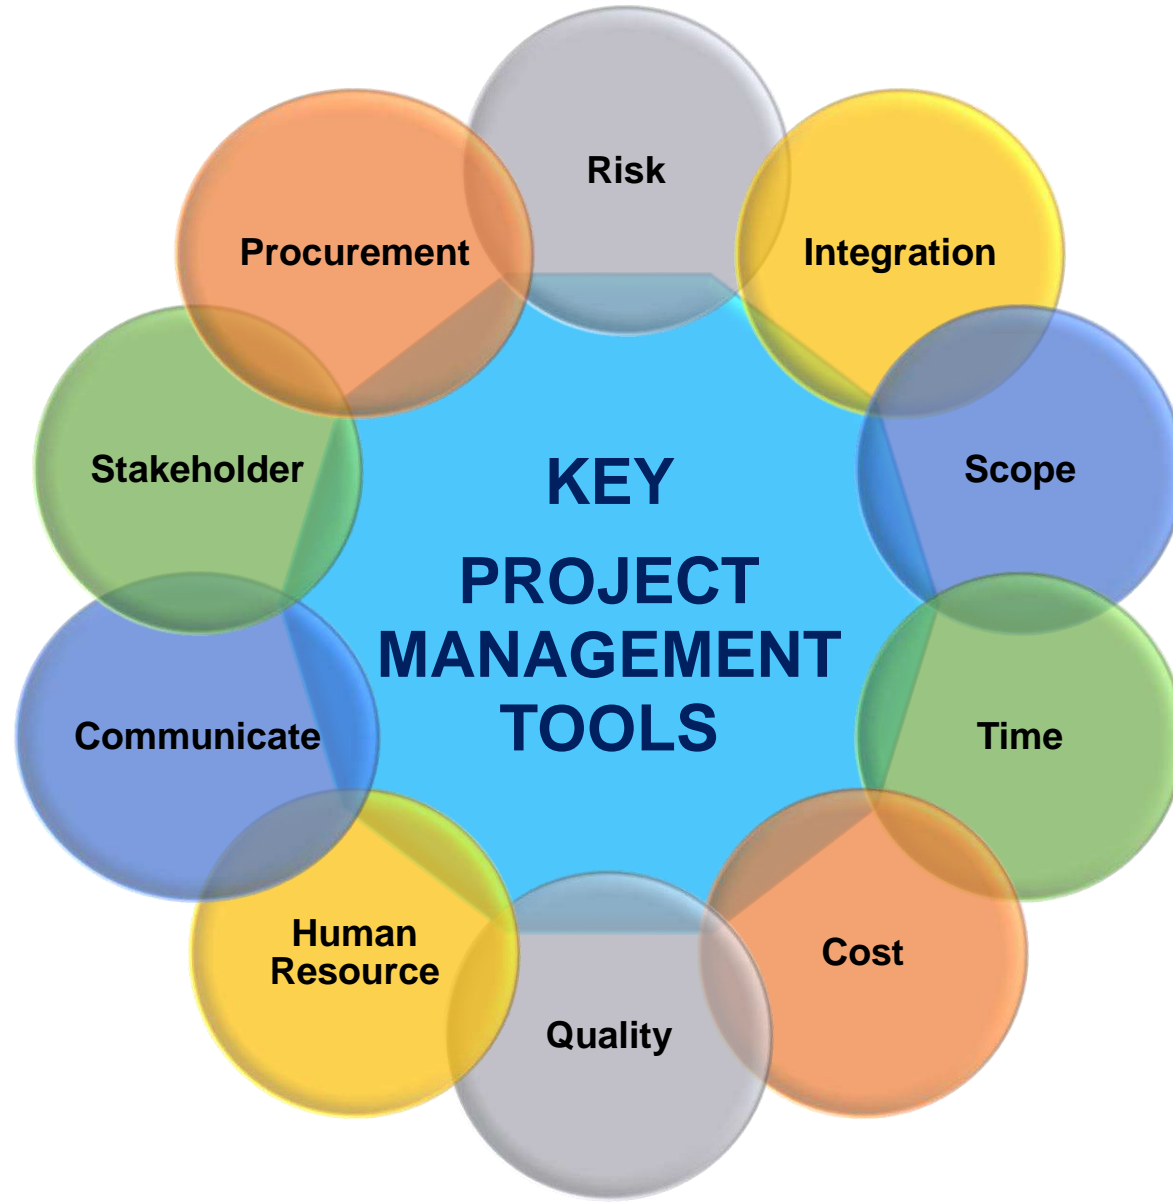 Risk
Integration
Scope
Time
Cost
Quality
Human
Resource
Communicate
Stakeholder
Procurement
KEY
PROJECT
MANAGEMENT
TOOLS